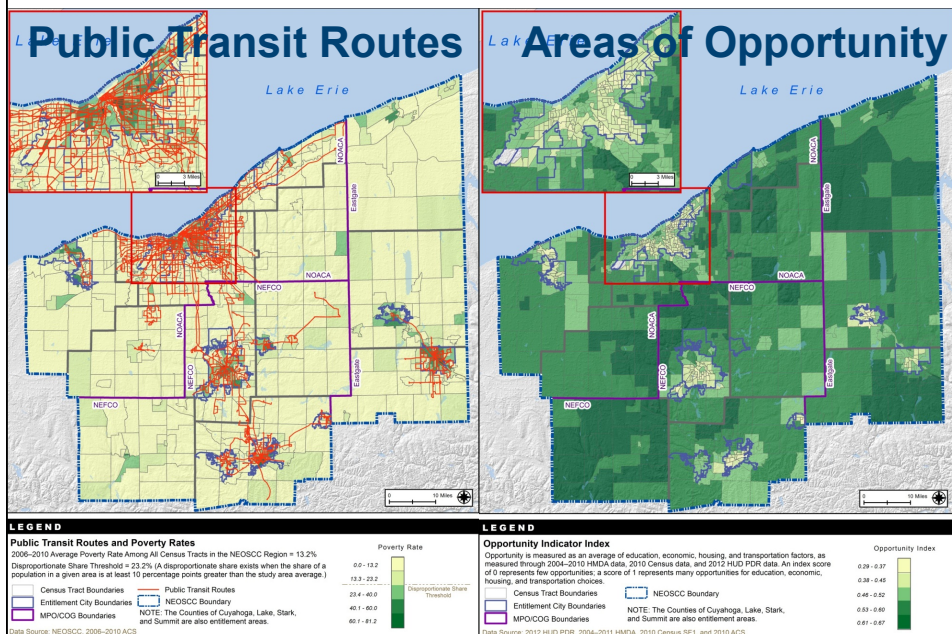 Public Transit Routes
Lake Erie
Lake Erie
0 3 Miles
NOACA
Eastgate
NOACA
NEFCO
NOACA
NEFCO
Eastgate
NEFCO
0 10 Miles
LEGEND
Public Transit Routes and Poverty Rates
2006–2010 Average Poverty Rate Among All Census Tracts in the NEOSCC Region = 13.2%
Disproportionate Share Threshold = 23.2% (A disproportionate share exists when the share of a
population in a given area is at least 10 percentage points greater than the study area average.)
Census Tract Boundaries
Public Transit Routes
Entitlement City Boundaries
NEOSCC Boundary
MPO/COG Boundaries
NOTE: The Counties of Cuyahoga, Lake, Stark,
and Summit are also entitlement areas.
Poverty Rate
0.0 - 13.2
13.3 - 23.2
Disproportionate Share
Threshold
23.4 - 40.0
40.1 - 60.0
60.1 - 81.2
Data Source: NEOSCC, 2006–2010 ACS
Areas of Opportunity
Lake Erie
Lake Erie
0 3 Miles
NOACA
Eastgate
NOACA
NEFCO
NOACA
NEFCO
Eastgate
NEFCO
0 10 Miles
LEGEND
Opportunity Indicator Index
Opportunity is measured as an average of education, economic, housing, and transportation factors, as
measured through 2004–2010 HMDA data, 2010 Census data, and 2012 HUD PDR data. An index score
of 0 represents few opportunities; a score of 1 represents many opportunities for education, economic,
housing, and transportation choices.
Census Tract Boundaries
NEOSCC Boundary
Entitlement City Boundaries
NOTE: The Counties of Cuyahoga, Lake, Stark,
and Summit are also entitlement areas.
MPO/COG Boundaries
Opportunity Index
0.29 - 0.37
0.38 - 0.45
0.46 - 0.52
0.53 - 0.60
0.61 - 0.67
Data Source: 2012 HUD PDR, 2004–2011 HMDA, 2010 Census SF1, and 2010 ACS